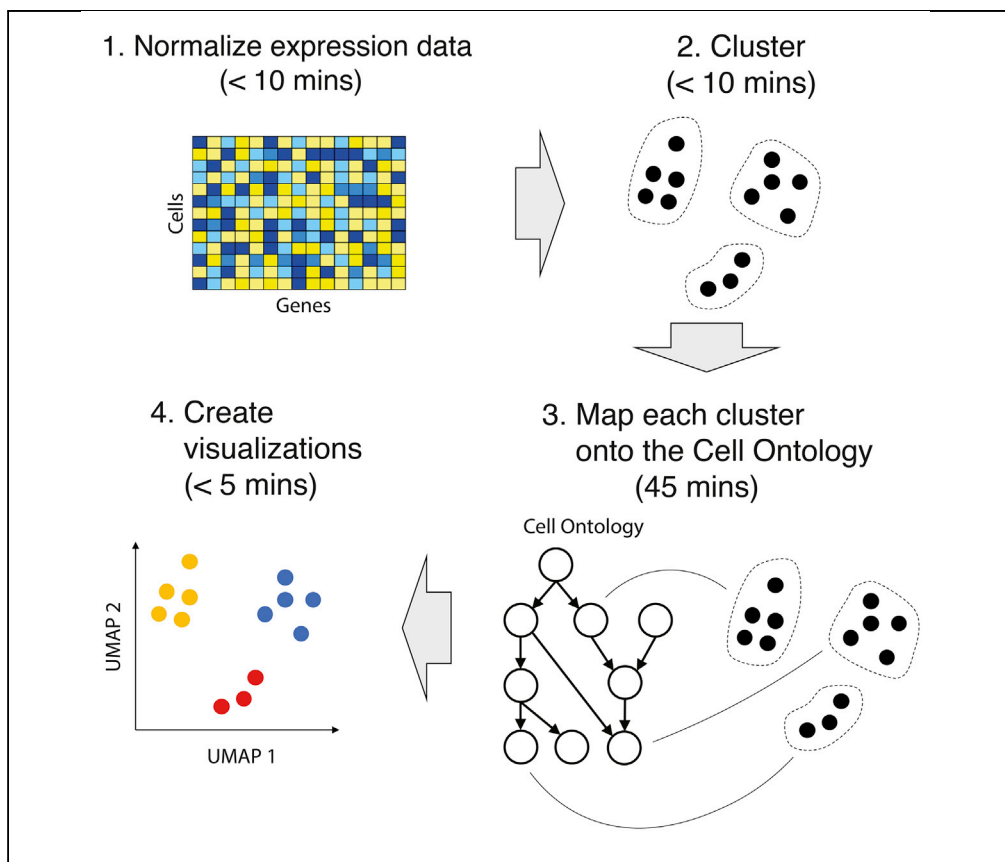 1. Normalize expression data
(< 10 mins)
Cells
Genes
2. Cluster
(< 10 mins)
3. Map each cluster
onto the Cell Ontology
(45 mins)
Cell Ontology
4. Create
visualizations
(< 5 mins)
UMAP 2
UMAP 1